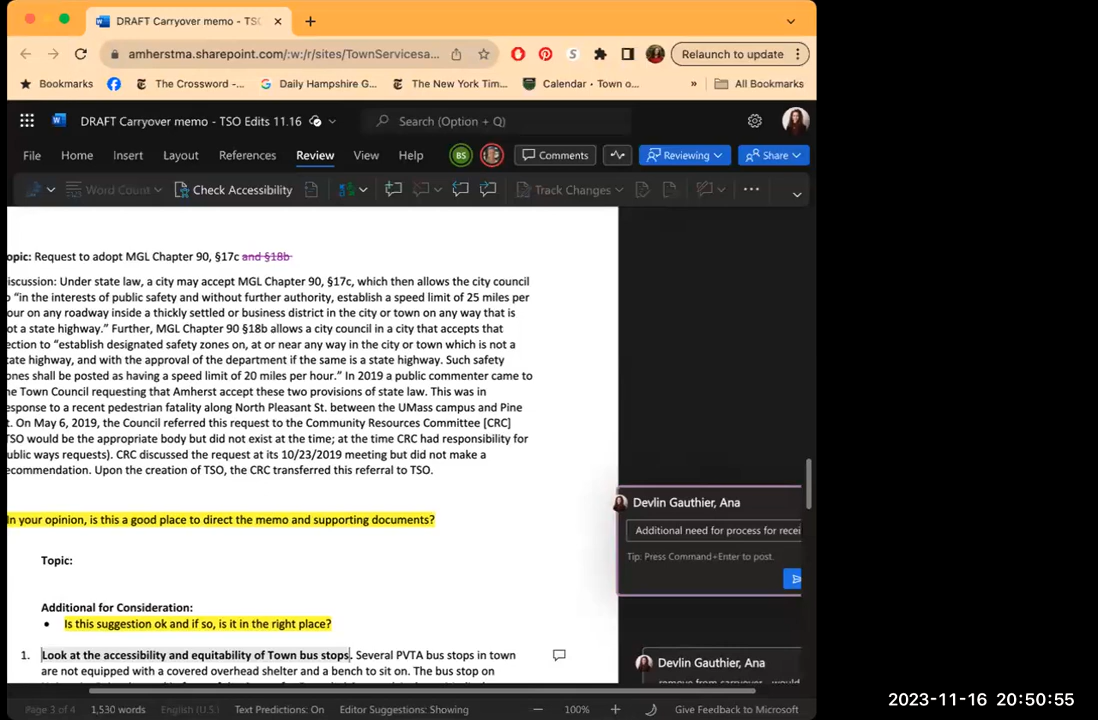 DRAFT Carryover memo - TSO
amherstma.sharepoint.com/:w:/r/sites/TownServicesa...
Relaunch to update
Bookmarks
The Crossword -...
Daily Hampshire G...
The New York Tim...
Calendar • Town o...
»
All Bookmarks
DRAFT Carryover memo - TSO Edits 11.16
Search (Option + Q)
File Home Insert Layout References Review View Help
BS
Comments
Reviewing
Share
Word Count
Check Accessibility
Track Changes
opic: Request to adopt MGL Chapter 90, §17c and §18b
iscussion: Under state law, a city may accept MGL Chapter 90, §17c, which then allows the city council
o "in the interests of public safety and without further authority, establish a speed limit of 25 miles per
our on any roadway inside a thickly settled or business district in the city or town on any way that is
ot a state highway." Further, MGL Chapter 90 §18b allows a city council in a city that accepts that
ection to "establish designated safety zones on, at or near any way in the city or town which is not a
tate highway, and with the approval of the department if the same is a state highway. Such safety
ones shall be posted as having a speed limit of 20 miles per hour." In 2019 a public commenter came to
he Town Council requesting that Amherst accept these two provisions of state law. This was in
esponse to a recent pedestrian fatality along North Pleasant St. between the UMass campus and Pine
t. On May 6, 2019, the Council referred this request to the Community Resources Committee [CRC]
TSO would be the appropriate body but did not exist at the time; at the time CRC had responsibility for
ublic ways requests). CRC discussed the request at its 10/23/2019 meeting but did not make a
ecommendation. Upon the creation of TSO, the CRC transferred this referral to TSO.
Devlin Gauthier, Ana
Additional need for process for recei
Tip: Press Command+Enter to post.
In your opinion, is this a good place to direct the memo and supporting documents?
Topic:
Additional for Consideration:
• Is this suggestion ok and if so, is it in the right place?
1. Look at the accessibility and equitability of Town bus stops. Several PVTA bus stops in town
are not equipped with a covered overhead shelter and a bench to sit on. The bus stop on
Devlin Gauthier, Ana
Page 3 of 4
1,530 words
English (U.S.)
Text Predictions: On
Editor Suggestions: Showing
100%
Give Feedback to Microsoft
2023-11-16 20:50:55